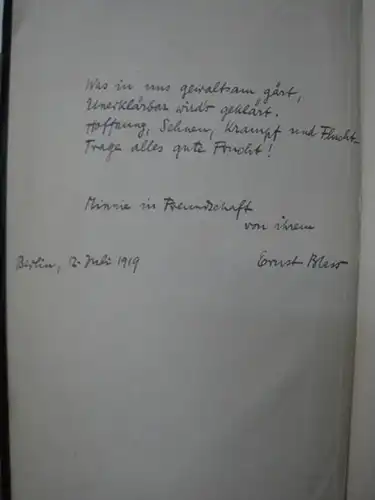 Was in uns gewaltsam gärt,
Unerklärbar wird's geklärt.
Hoffnung, Sehnen, Krampf und Flucht –
Trage alles gute Frucht!
Minnie in Freundschaft
von ihrem
Ernst Blass
Berlin, 2. Juli 1919